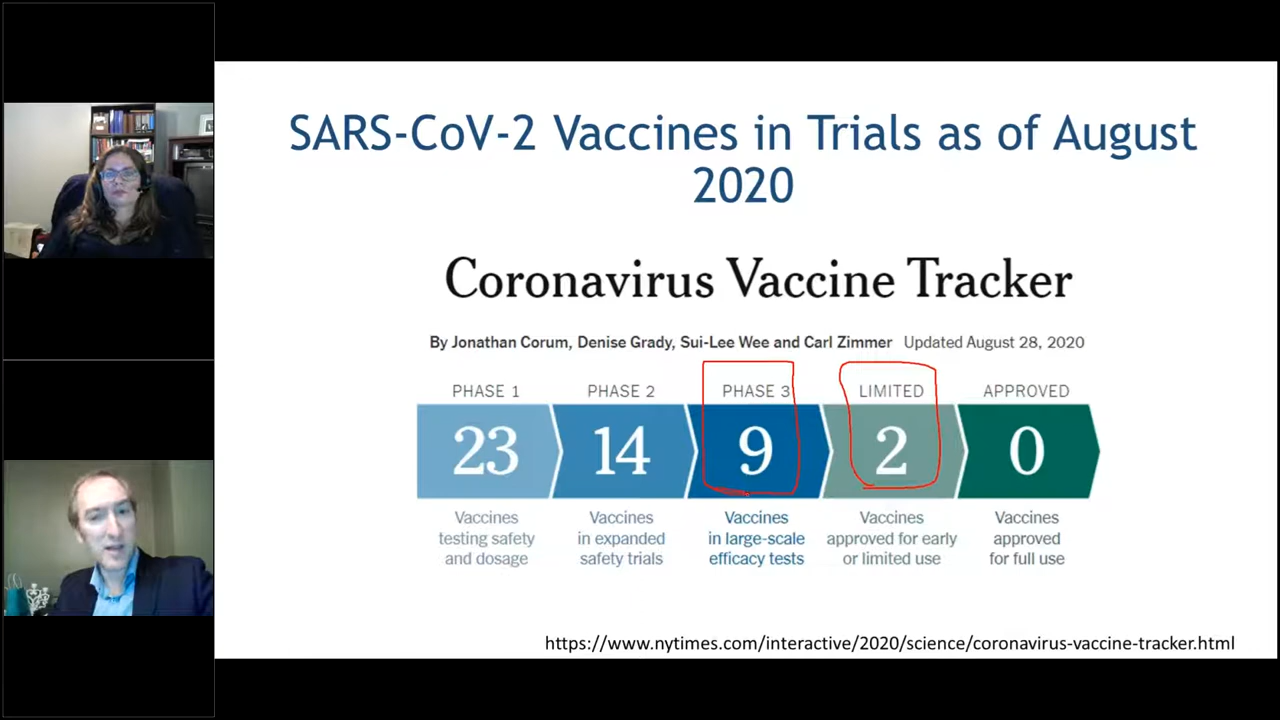 SARS-CoV-2 Vaccines in Trials as of August
2020
Coronavirus Vaccine Tracker
By Jonathan Corum, Denise Grady, Sui-Lee Wee and Carl Zimmer Updated August 28, 2020
PHASE 1 PHASE 2 PHASE 3 LIMITED APPROVED
23 14 9 2 0
Vaccines Vaccines Vaccines Vaccines Vaccines
testing safety in expanded in large-scale approved for early approved
and dosage safety trials efficacy tests or limited use for full use
https://www.nytimes.com/interactive/2020/science/coronavirus-vaccine-tracker.html